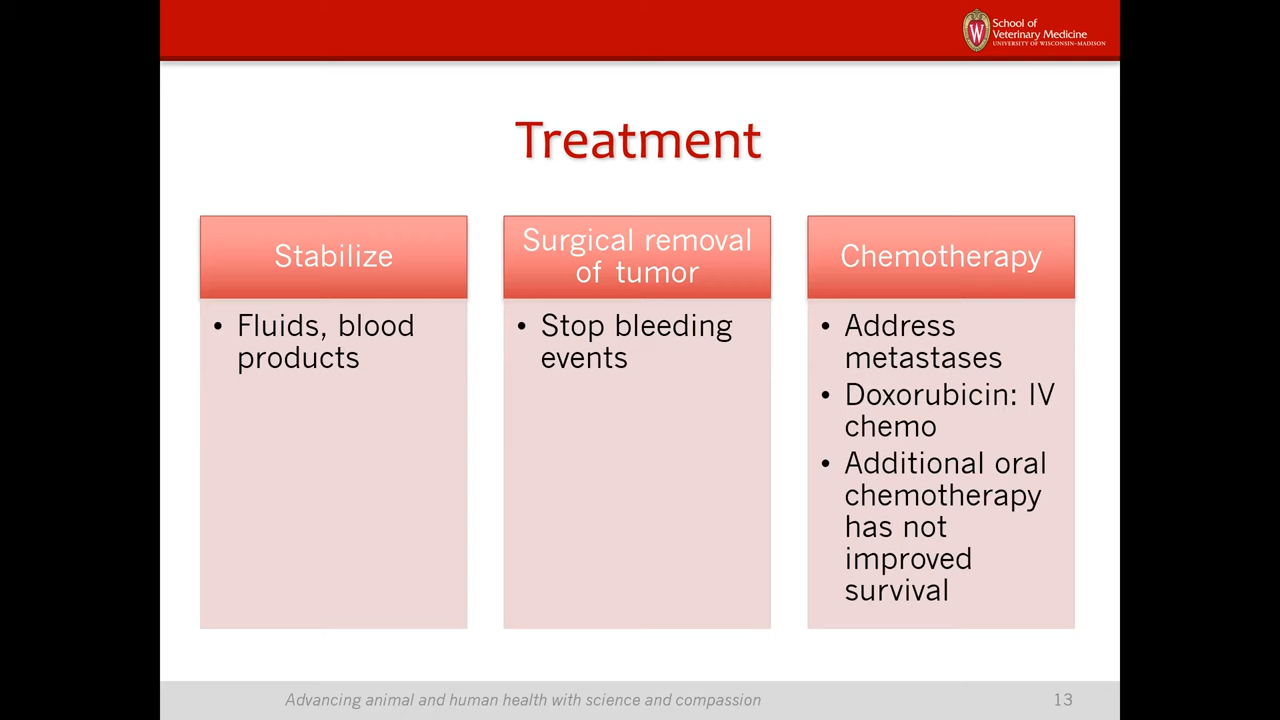 School of
Veterinary Medicine
UNIVERSITY OF WISCONSIN–MADISON
Treatment
Stabilize
• Fluids, blood
products
Surgical removal
of tumor
• Stop bleeding
events
Chemotherapy
• Address
metastases
• Doxorubicin: IV
chemo
• Additional oral
chemotherapy
has not
improved
survival
Advancing animal and human health with science and compassion
13